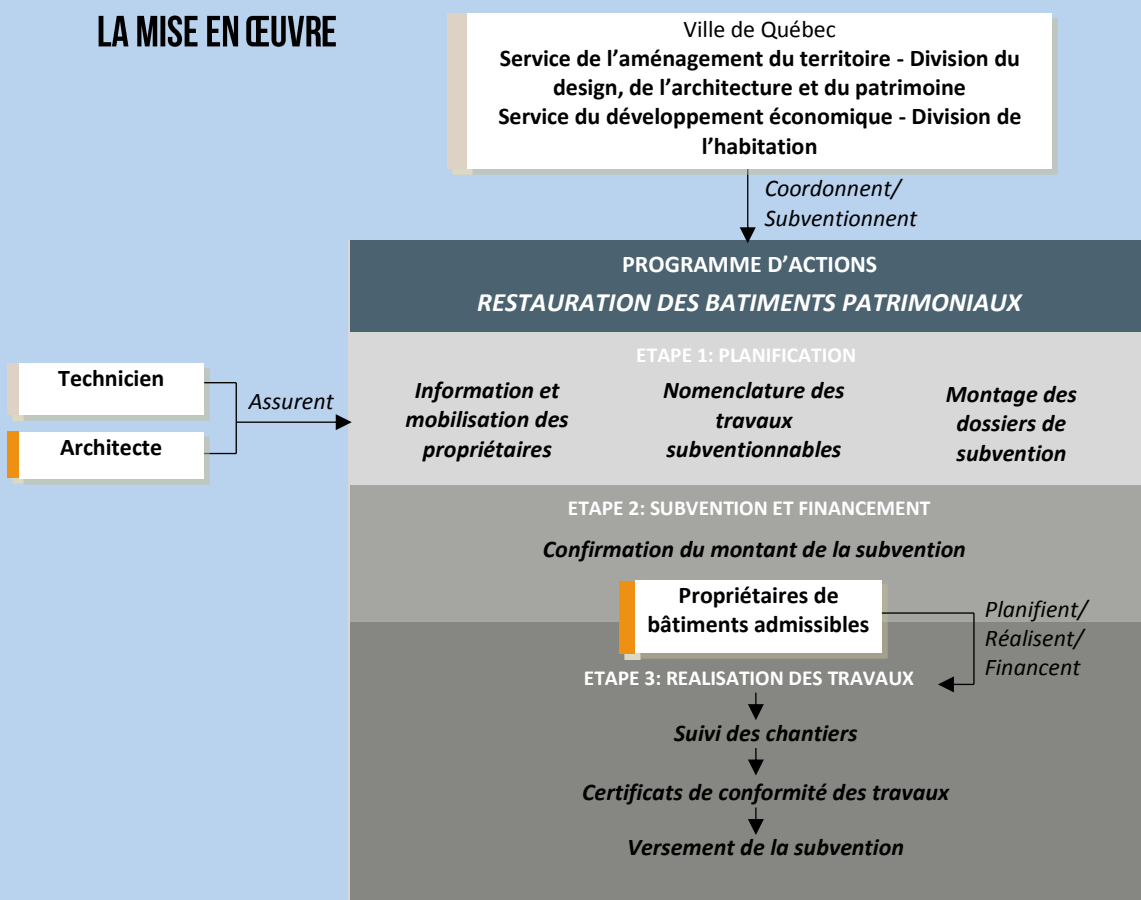 LA MISE EN ŒUVRE
Ville de Québec
Service de l’aménagement du territoire - Division du
design, de l’architecture et du patrimoine
Service du développement économique - Division de
l’habitation
Coordonnent/
Subventionnent
PROGRAMME D’ACTIONS
RESTAURATION DES BATIMENTS PATRIMONIAUX
Technicien
Architecte
Assurent
ETAPE 1: PLANIFICATION
Information et
mobilisation des
propriétaires
Nomenclature des
travaux
subventionnables
Montage des
dossiers de
subvention
ETAPE 2: SUBVENTION ET FINANCEMENT
Confirmation du montant de la subvention
Propriétaires de
bâtiments admissibles
Planifient/
Réalisent/
Financent
ETAPE 3: REALISATION DES TRAVAUX
Suivi des chantiers
Certificats de conformité des travaux
Versement de la subvention